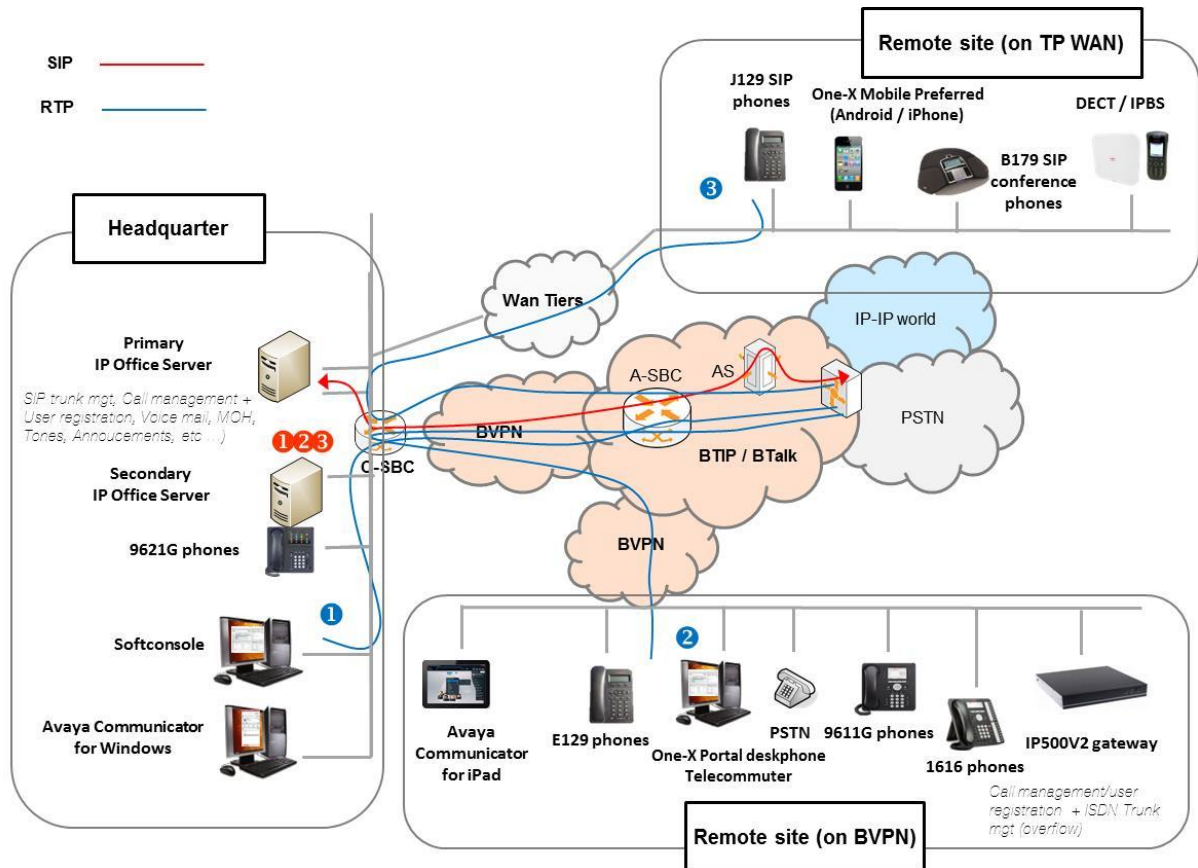 Remote site (on TP WAN)
SIP
RTP
J129 SIP
phones
One-X Mobile Preferred
(Android / iPhone)
DECT / IPBS
B179 SIP
conference
phones
3
Headquarter
Wan Tiers
IP-IP world
Primary
IP Office Server
SIP trunk mgt, Call management +
User registration, Voice mail, MOH,
Tones, Annoucements, etc ...)
A-SBC
AS
PSTN
BVPN
BTIP / BTalk
1 2 3
C-SBC
Secondary
IP Office Server
9621G phones
BVPN
1
Softconsole
2
Avaya Communicator
for Windows
Avaya
Communicator
for iPad
E129 phones
One-X Portal deskphone
Telecommuter
PSTN
9611G phones
1616 phones
IP500V2 gateway
Call management/user
registration + ISDN Trunk
mgt (overflow)
Remote site (on BVPN)